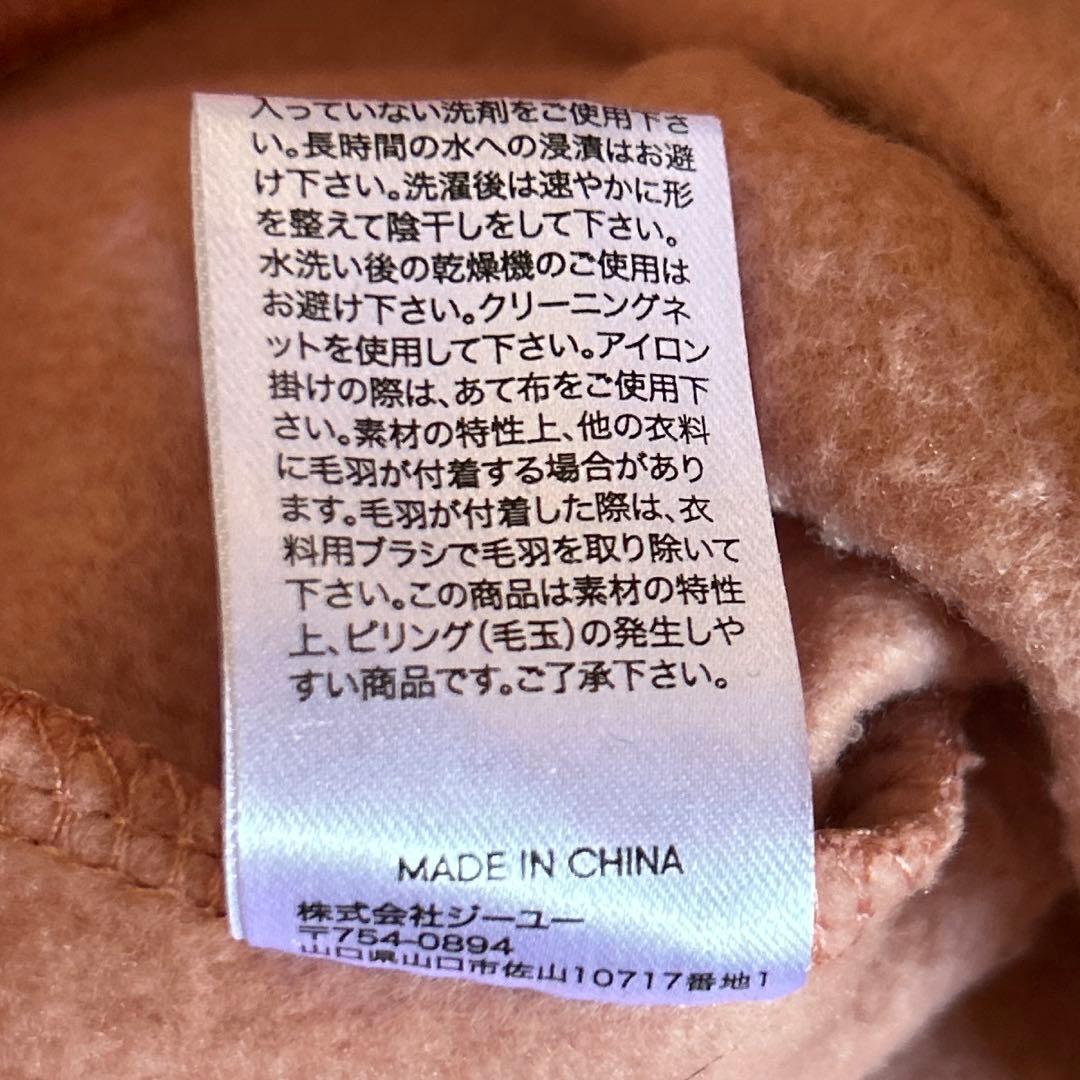 入っていない洗剤をご使用下さ
い。長時間の水への浸漬はお避
け下さい。洗濯後は速やかに形
を整えて陰干しをして下さい。
水洗い後の乾燥機のご使用は
お避け下さい。クリーニングネ
ットを使用して下さい。アイロン
掛けの際は、あて布をご使用下
さい。素材の特性上、他の衣料
に毛羽が付着する場合があり
ます。毛羽が付着した際は、衣
料用ブラシで毛羽を取り除いて
下さい。この商品は素材の特性
上、ピリング(毛玉)の発生しや
すい商品です。ご了承下さい。
MADE IN CHINA
株式会社ジーユー
〒754-0894
山口県山口市佐山10717番地1